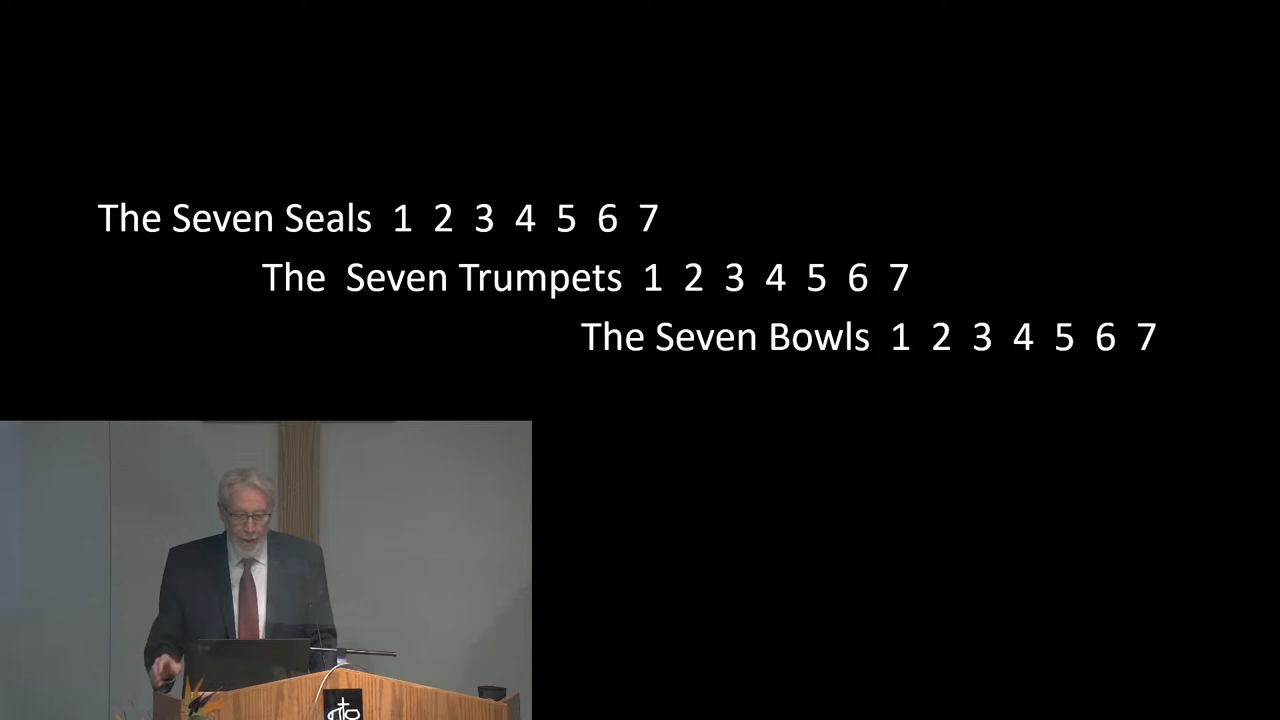 The Seven Seals 1 2 3 4 5 6 7
The Seven Trumpets 1 2 3 4 5 6 7
The Seven Bowls 1 2 3 4 5 6 7